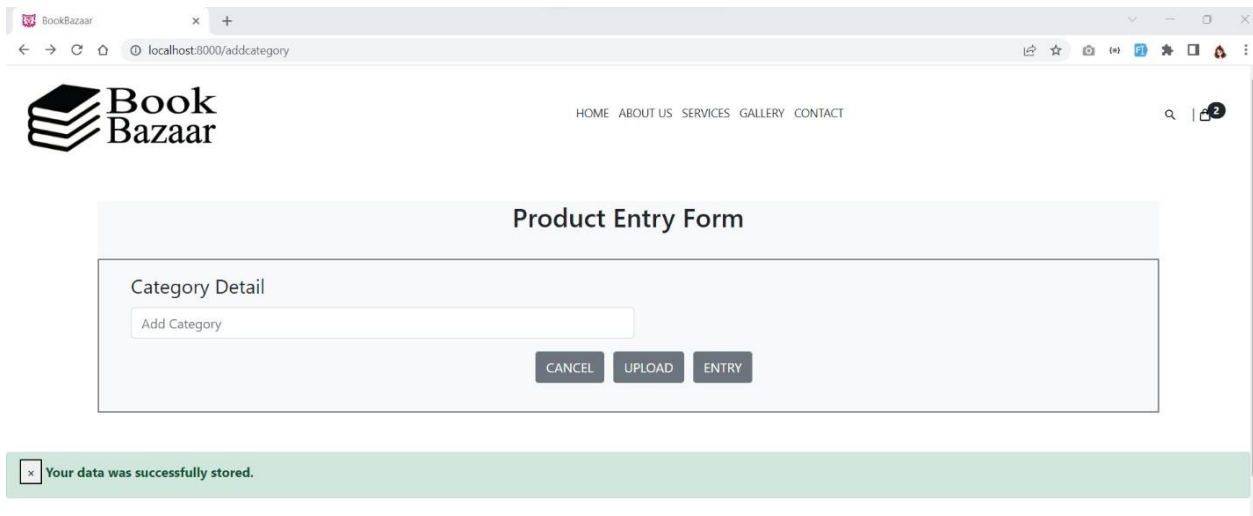 BookBazaar
localhost:8000/addcategory
Book
Bazaar
HOME ABOUT US SERVICES GALLERY CONTACT
2
Product Entry Form
Category Detail
Add Category
CANCEL UPLOAD ENTRY
× Your data was successfully stored.